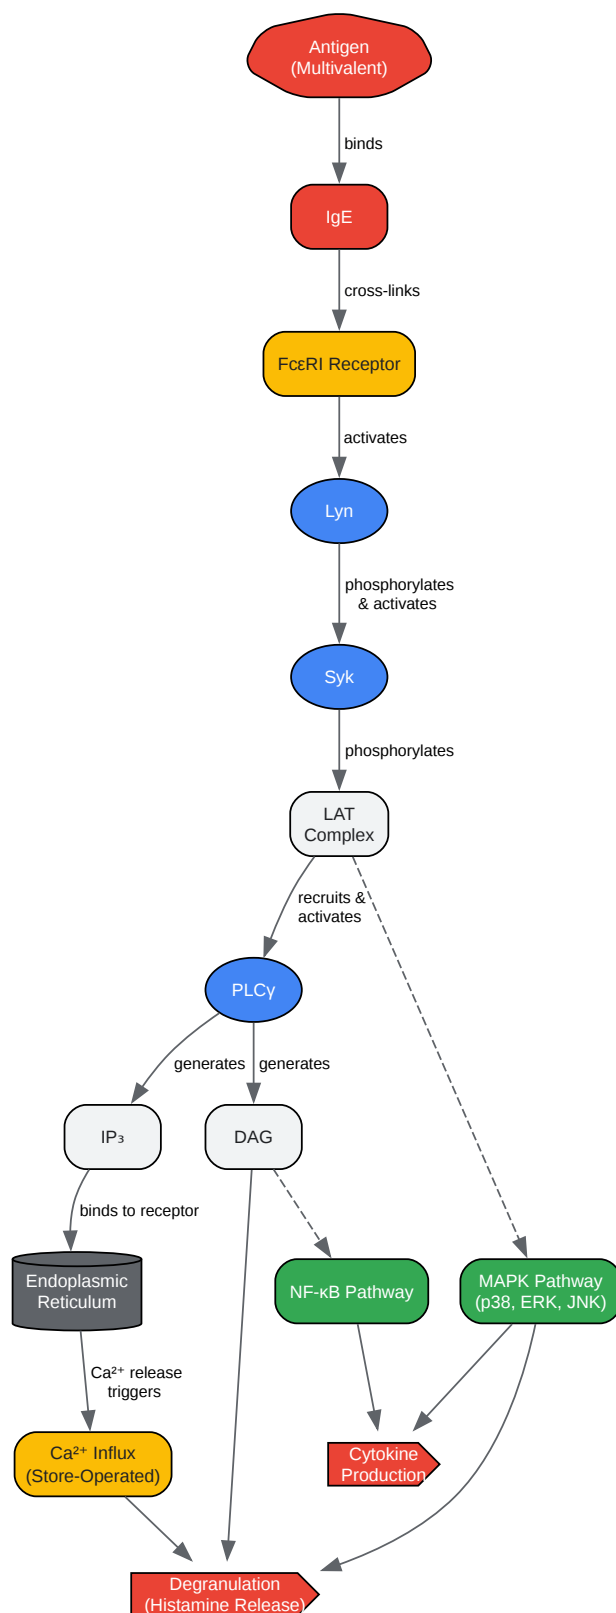 Antigen
(Multivalent)
binds
IgE
cross-links
FcεRI Receptor
activates
Lyn
phosphorylates
& activates
Syk
phosphorylates
LAT
Complex
recruits &
activates
PLCγ
generates
generates
IP₃
DAG
binds to receptor
Endoplasmic
Reticulum
NF-κB Pathway
MAPK Pathway
(p38, ERK, JNK)
Ca²⁺ release
triggers
Ca²⁺ Influx
(Store-Operated)
Cytokine
Production
Degranulation
(Histamine Release)